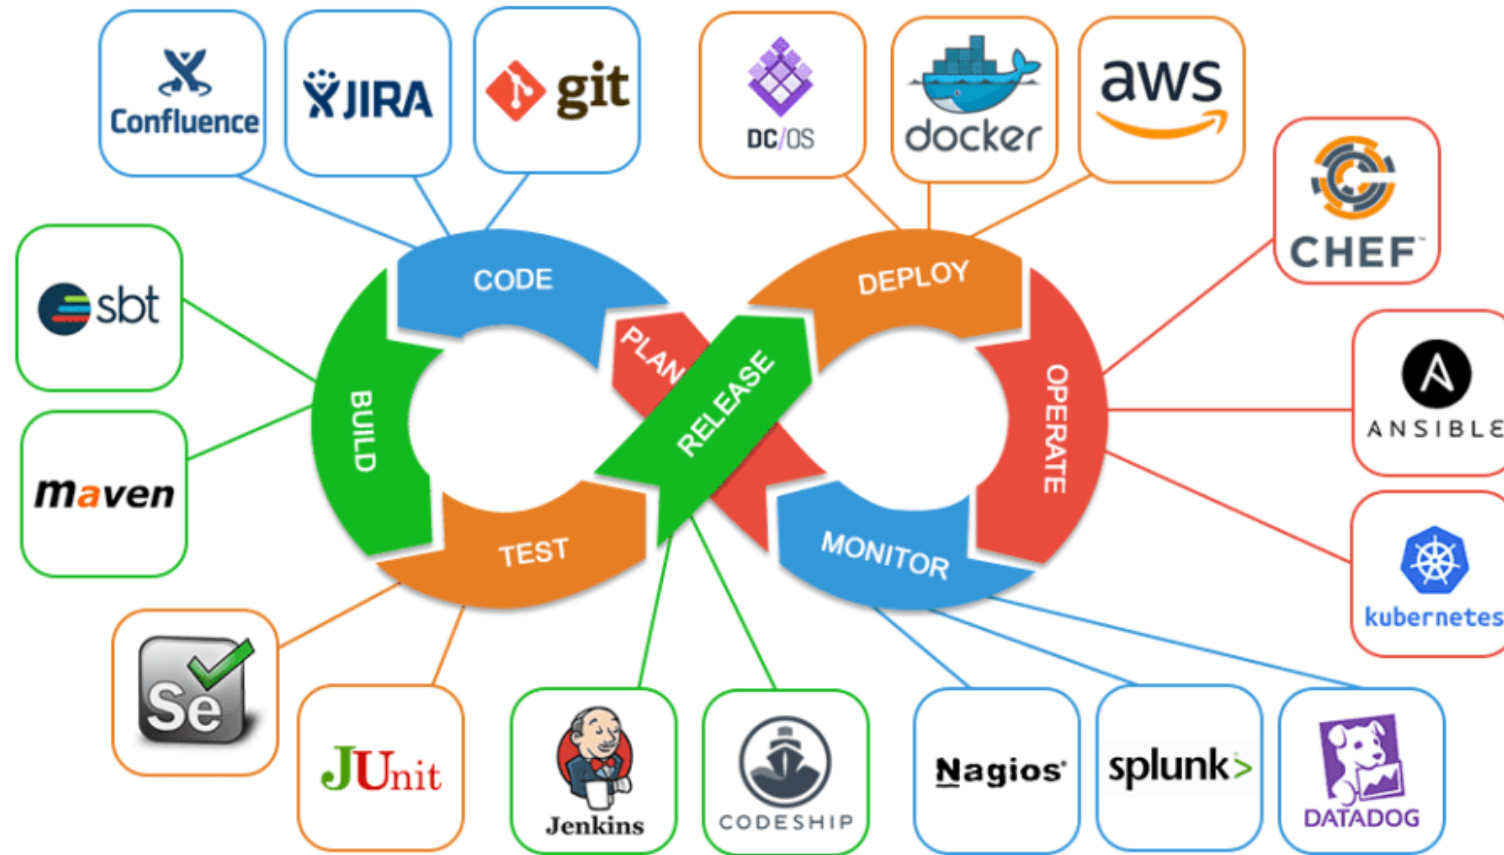 Confluence
JIRA
git
DC/OS
docker
aws
CHEF™
sbt
CODE
DEPLOY
PLAN
RELEASE
OPERATE
ANSIBLE
BUILD
maven
TEST
MONITOR
kubernetes
Se
JUnit
Jenkins
CODESHIP
Nagios®
splunk>
DATADOG